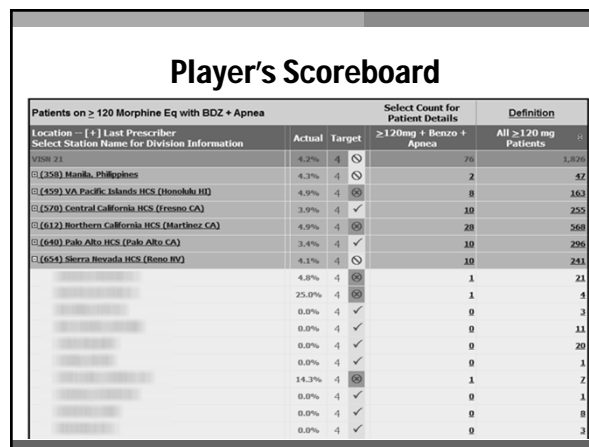 Player's Scoreboard
Patients on ≥ 120 Morphine Eq with BDZ + Apnea Select Count for Patient Details Definition
Location -- [+] Last Prescriber
Select Station Name for Division Information Actual Target ≥120mg + Benzo + Apnea All ≥120 mg Patients
VISN 21 4.2% 4 76 1,826
(358) Manila, Philippines 4.3% 4 2 47
(459) VA Pacific Islands HCS (Honolulu HI) 4.9% 4 8 163
(570) Central California HCS (Fresno CA) 3.9% 4 ✓ 10 255
(612) Northern California HCS (Martinez CA) 4.9% 4 28 568
(640) Palo Alto HCS (Palo Alto CA) 3.4% 4 ✓ 10 296
(654) Sierra Nevada HCS (Reno NV) 4.1% 4 10 241
4.8% 4 1 21
25.0% 4 1 4
0.0% 4 ✓ 0 3
0.0% 4 ✓ 0 11
0.0% 4 ✓ 0 20
0.0% 4 ✓ 0 1
14.3% 4 1 7
0.0% 4 ✓ 0 1
0.0% 4 ✓ 0 8
0.0% 4 ✓ 0 3